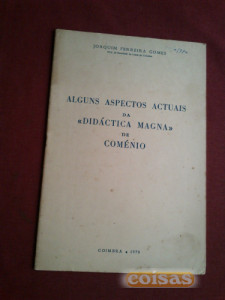 JOAQUIM FERREIRA GOMES
ALGUNS ASPECTOS ACTUAIS
DA
«DIDÁCTICA MAGNA»
DE
COMÉNIO
COIMBRA
coisas